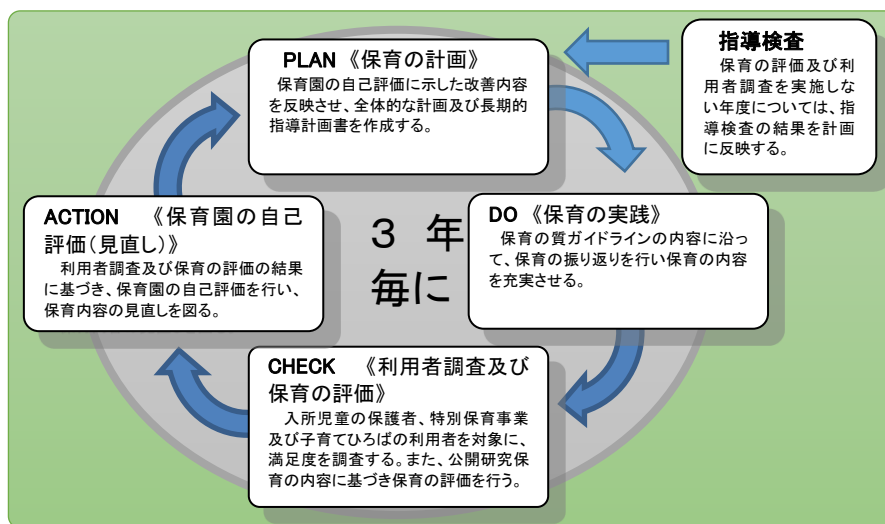 PLAN《保育の計画》
保育園の自己評価に示した改善内容
を反映させ、全体的な計画及び長期的
指導計画書を作成する。
指導検査
保育の評価及び利
用者調査を実施しな
い年度については、指
導検査の結果を計画
に反映する。
ACTION 《保育園の自己
評価(見直し)》
利用者調査及び保育の評価の結果
に基づき、保育園の自己評価を行い、
保育内容の見直しを図る。
3 年
毎に
DO《保育の実践》
保育の質ガイドラインの内容に沿っ
て、保育の振り返りを行い保育の内容
を充実させる。
CHECK 《利用者調査及び
保育の評価》
入所児童の保護者、特別保育事業
及び子育てひろばの利用者を対象に、
満足度を調査する。また、公開研究保
育の内容に基づき保育の評価を行う。